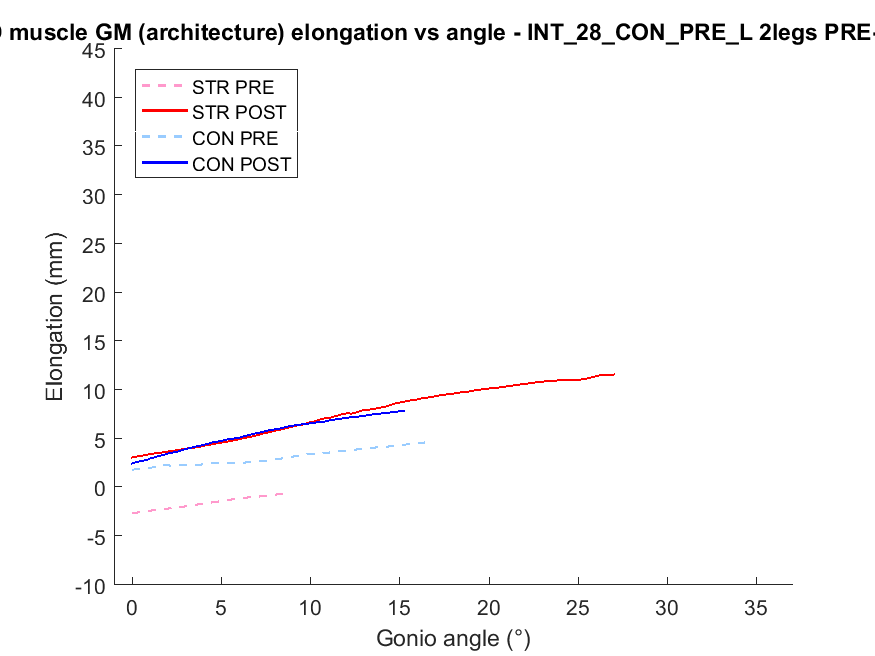 muscle GM (architecture) elongation vs angle - INT_28_CON_PRE_L 2legs PRE-
45
40
35
30
25
20
15
10
5
0
-5
-10
Elongation (mm)
STR PRE
STR POST
CON PRE
CON POST
0 5 10 15 20 25 30 35
Gonio angle (°)